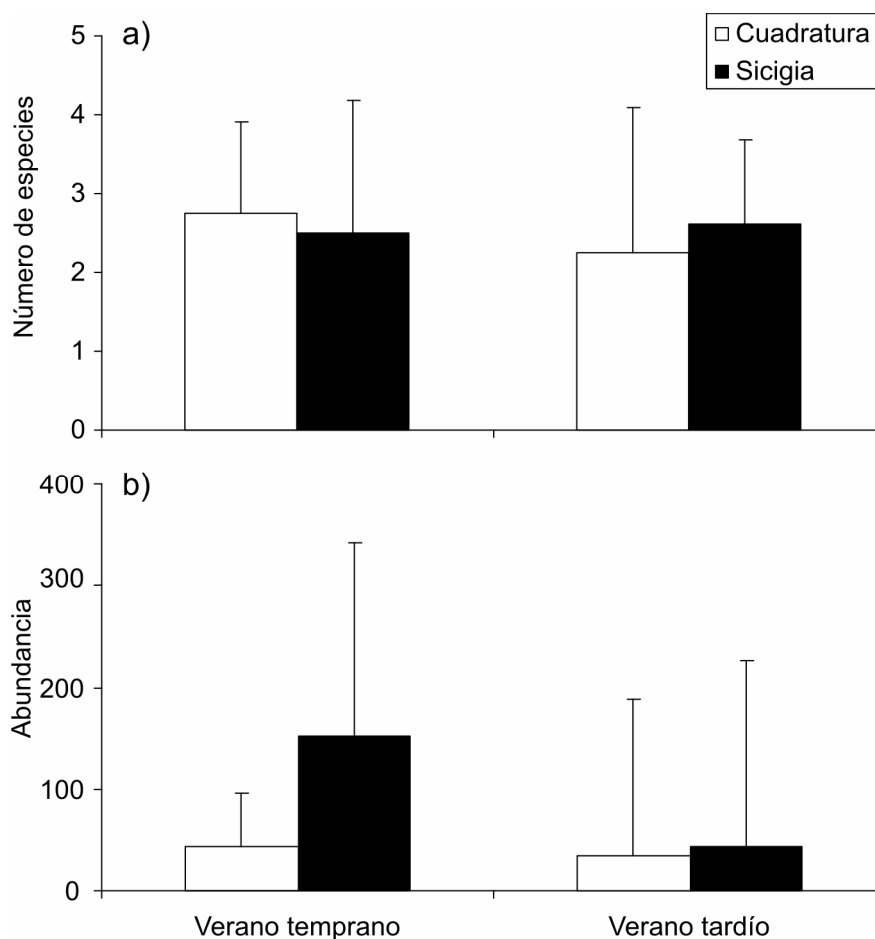 a)
Cuadratura
Sicigia
5
4
3
2
1
0
Número de especies
b)
400
300
200
100
0
Abundancia
Verano temprano
Verano tardío